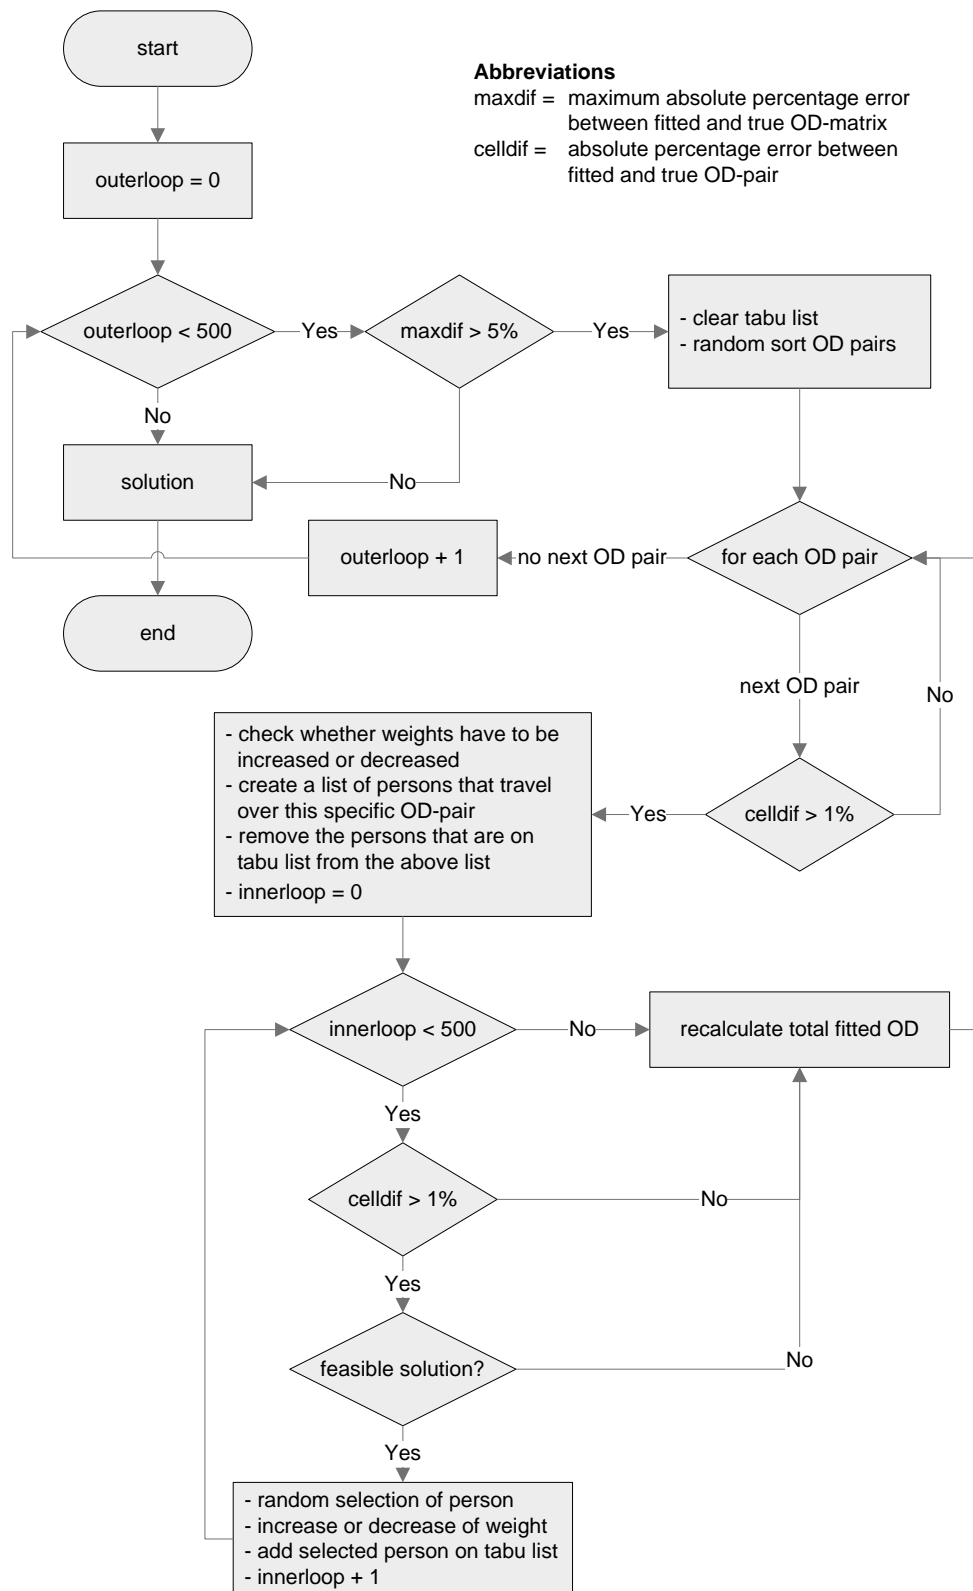 start
Abbreviations
maxdif = maximum absolute percentage error
between fitted and true OD-matrix
celldif = absolute percentage error between
fitted and true OD-pair
outerloop = 0
outerloop < 500
Yes
maxdif > 5%
Yes
- clear tabu list
- random sort OD pairs
No
solution
No
outerloop + 1
no next OD pair
for each OD pair
end
next OD pair
No
- check whether weights have to be
increased or decreased
- create a list of persons that travel
over this specific OD-pair
- remove the persons that are on
tabu list from the above list
- innerloop = 0
Yes
celldif > 1%
innerloop < 500
No
recalculate total fitted OD
Yes
celldif > 1%
No
Yes
feasible solution?
No
Yes
- random selection of person
- increase or decrease of weight
- add selected person on tabu list
- innerloop + 1